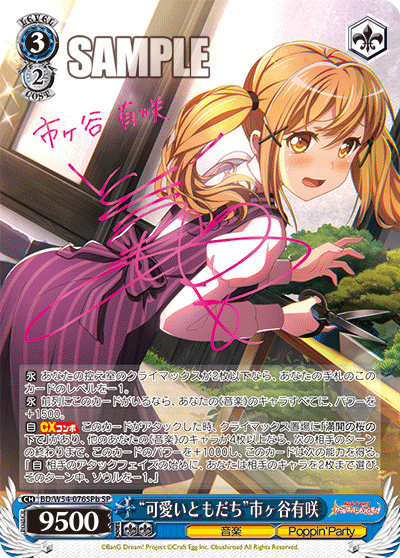 LEVEL
3
2
COST
SAMPLE
市ヶ谷 有咲
永 あなたの控え室のクライマックスが2枚以下なら、あなたの手札のこの
カードのレベルを－1。
永 前列にこのカードがいるなら、あなたの《音楽》のキャラすべてに、パワーを
＋1500。
自 CXコンボ このカードがアタックした時、クライマックス置場に「満開の桜の
下で」があり、他のあなたの《音楽》のキャラが4枚以上なら、次の相手のター
ンの終わりまで、このカードのパワーを＋1000し、このカードは次の能力を得る。
『自 相手のアタックフェイズの始めに、あなたは相手のキャラを2枚まで選び、
そのターン中、ソウルを－1。』
CH BD/W54-076SPb SP
9500
“可愛いともだち”市ヶ谷有咲
音楽
Poppin'Party
©BanG Dream! Project ©Craft Egg Inc. ©bushiroad All Rights Reserved.